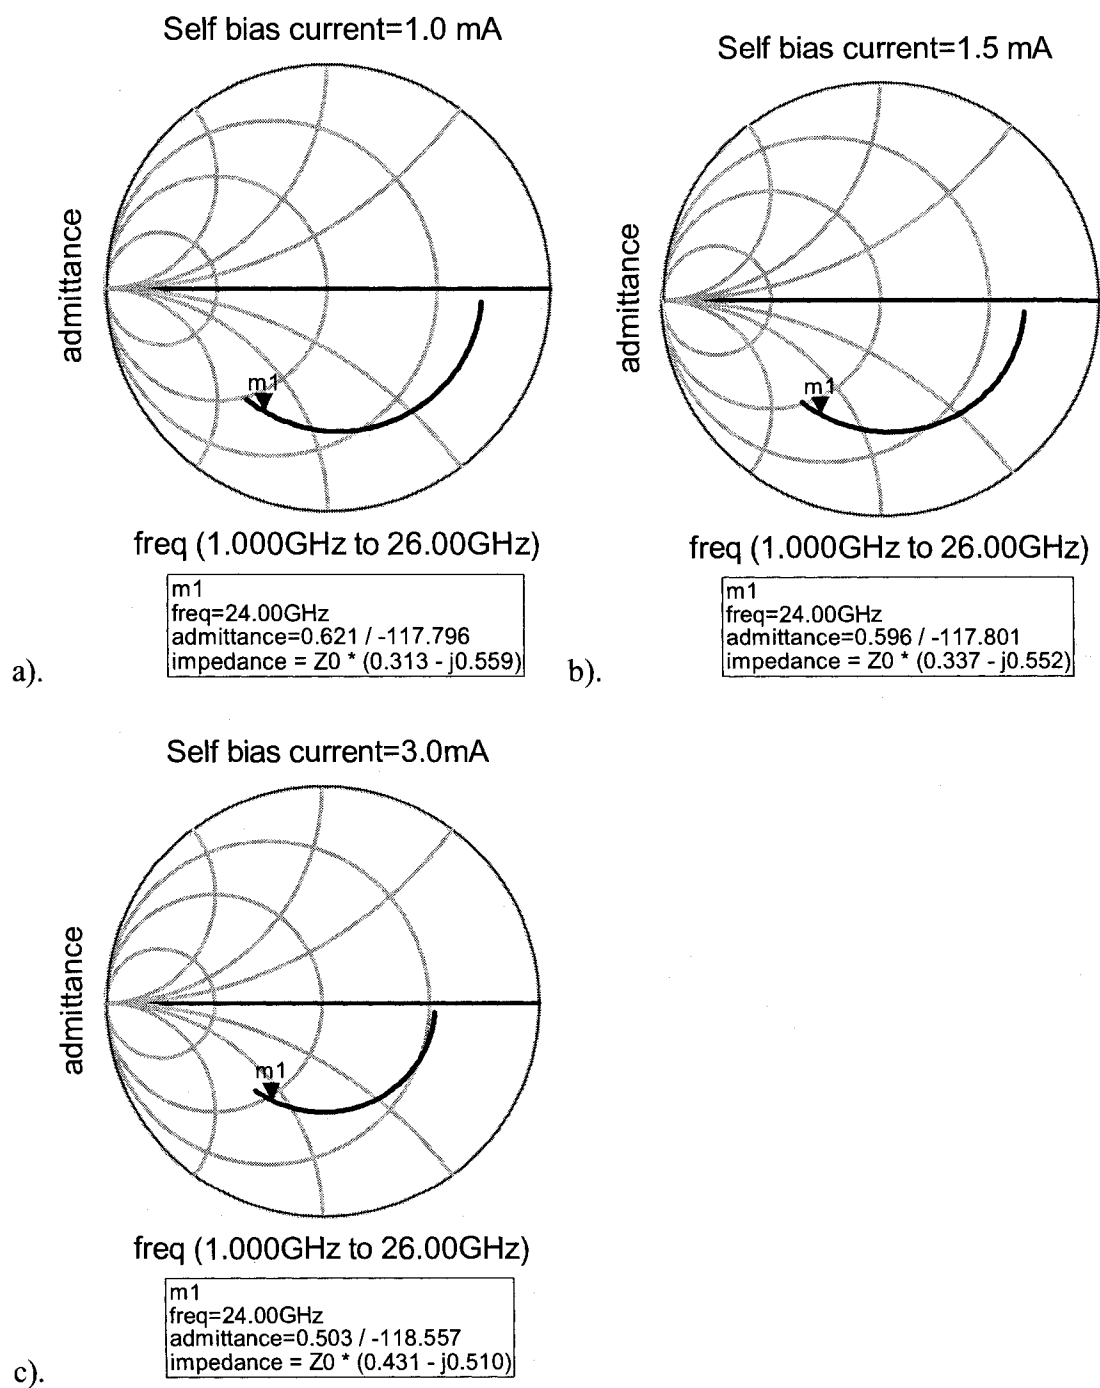 Self bias current=1.0 mA
admittance
m1
freq (1.000GHz to 26.00GHz)
m1
freq=24.00GHz
admittance=0.621 / -117.796
impedance = Z0 * (0.313 - j0.559)
a).
Self bias current=1.5 mA
admittance
m1
freq (1.000GHz to 26.00GHz)
m1
freq=24.00GHz
admittance=0.596 / -117.801
impedance = Z0 * (0.337 - j0.552)
b).
Self bias current=3.0mA
admittance
m1
freq (1.000GHz to 26.00GHz)
m1
freq=24.00GHz
admittance=0.503 / -118.557
impedance = Z0 * (0.431 - j0.510)
c).